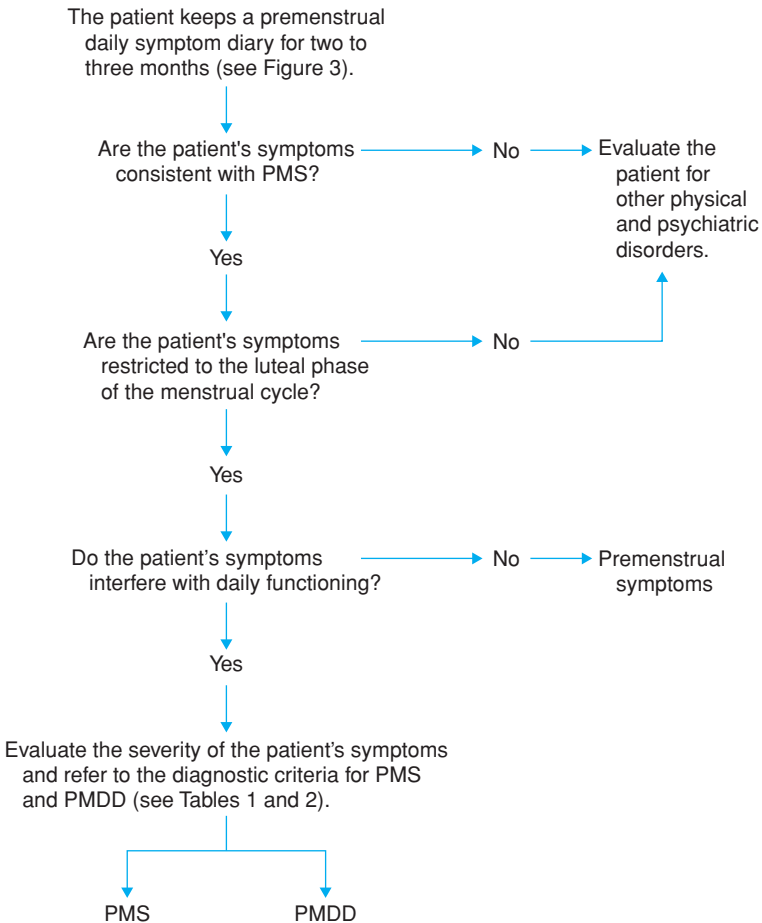 The patient keeps a premenstrual
daily symptom diary for two to
three months (see Figure 3).
Are the patient's symptoms
consistent with PMS?
No
Evaluate the
patient for
other physical
and psychiatric
disorders.
Yes
Are the patient's symptoms
restricted to the luteal phase
of the menstrual cycle?
No
Yes
Do the patient’s symptoms
interfere with daily functioning?
No
Premenstrual
symptoms
Yes
Evaluate the severity of the patient’s symptoms
and refer to the diagnostic criteria for PMS
and PMDD (see Tables 1 and 2).
PMS
PMDD